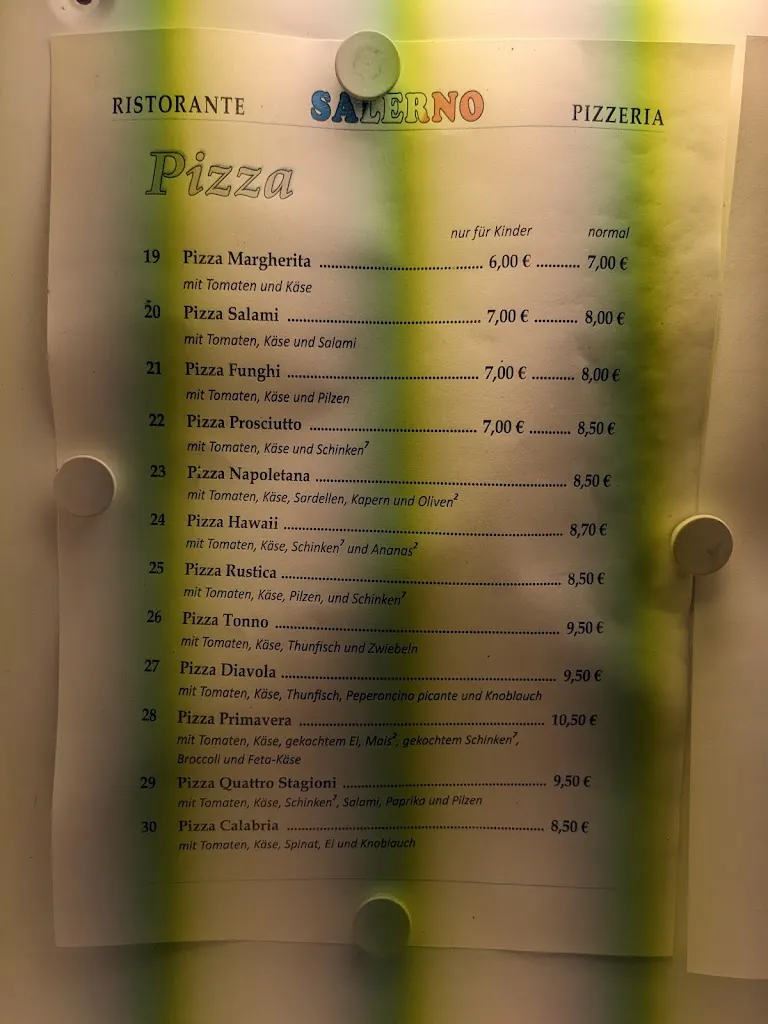 RISTORANTE SALERNO PIZZERIA
Pizza
nur für Kinder normal
19 Pizza Margherita ........ 6,00 € ........ 7,00 €
mit Tomaten und Käse
20 Pizza Salami ........ 7,00 € ........ 8,00 €
mit Tomaten, Käse und Salami
21 Pizza Funghi ........ 7,00 € ........ 8,00 €
mit Tomaten, Käse und Pilzen
22 Pizza Prosciutto ........ 7,00 € ........ 8,50 €
mit Tomaten, Käse und Schinken⁷
23 Pizza Napoletana ........ 8,50 €
mit Tomaten, Käse, Sardellen, Kapern und Oliven²
24 Pizza Hawaii ........ 8,70 €
mit Tomaten, Käse, Schinken⁷ und Ananas²
25 Pizza Rustica ........ 8,50 €
mit Tomaten, Käse, Pilzen, und Schinken⁷
26 Pizza Tonno ........ 9,50 €
mit Tomaten, Käse, Thunfisch und Zwiebeln
27 Pizza Diavola ........ 9,50 €
mit Tomaten, Käse, Thunfisch, Peperoncino picante und Knoblauch
28 Pizza Primavera ........ 10,50 €
mit Tomaten, Käse, gekochtem Ei, Mais², gekochtem Schinken⁷,
Broccoli und Feta-Käse
29 Pizza Quattro Stagioni ........ 9,50 €
mit Tomaten, Käse, Schinken⁷, Salami, Paprika und Pilzen
30 Pizza Calabria ........ 8,50 €
mit Tomaten, Käse, Spinat, Ei und Knoblauch